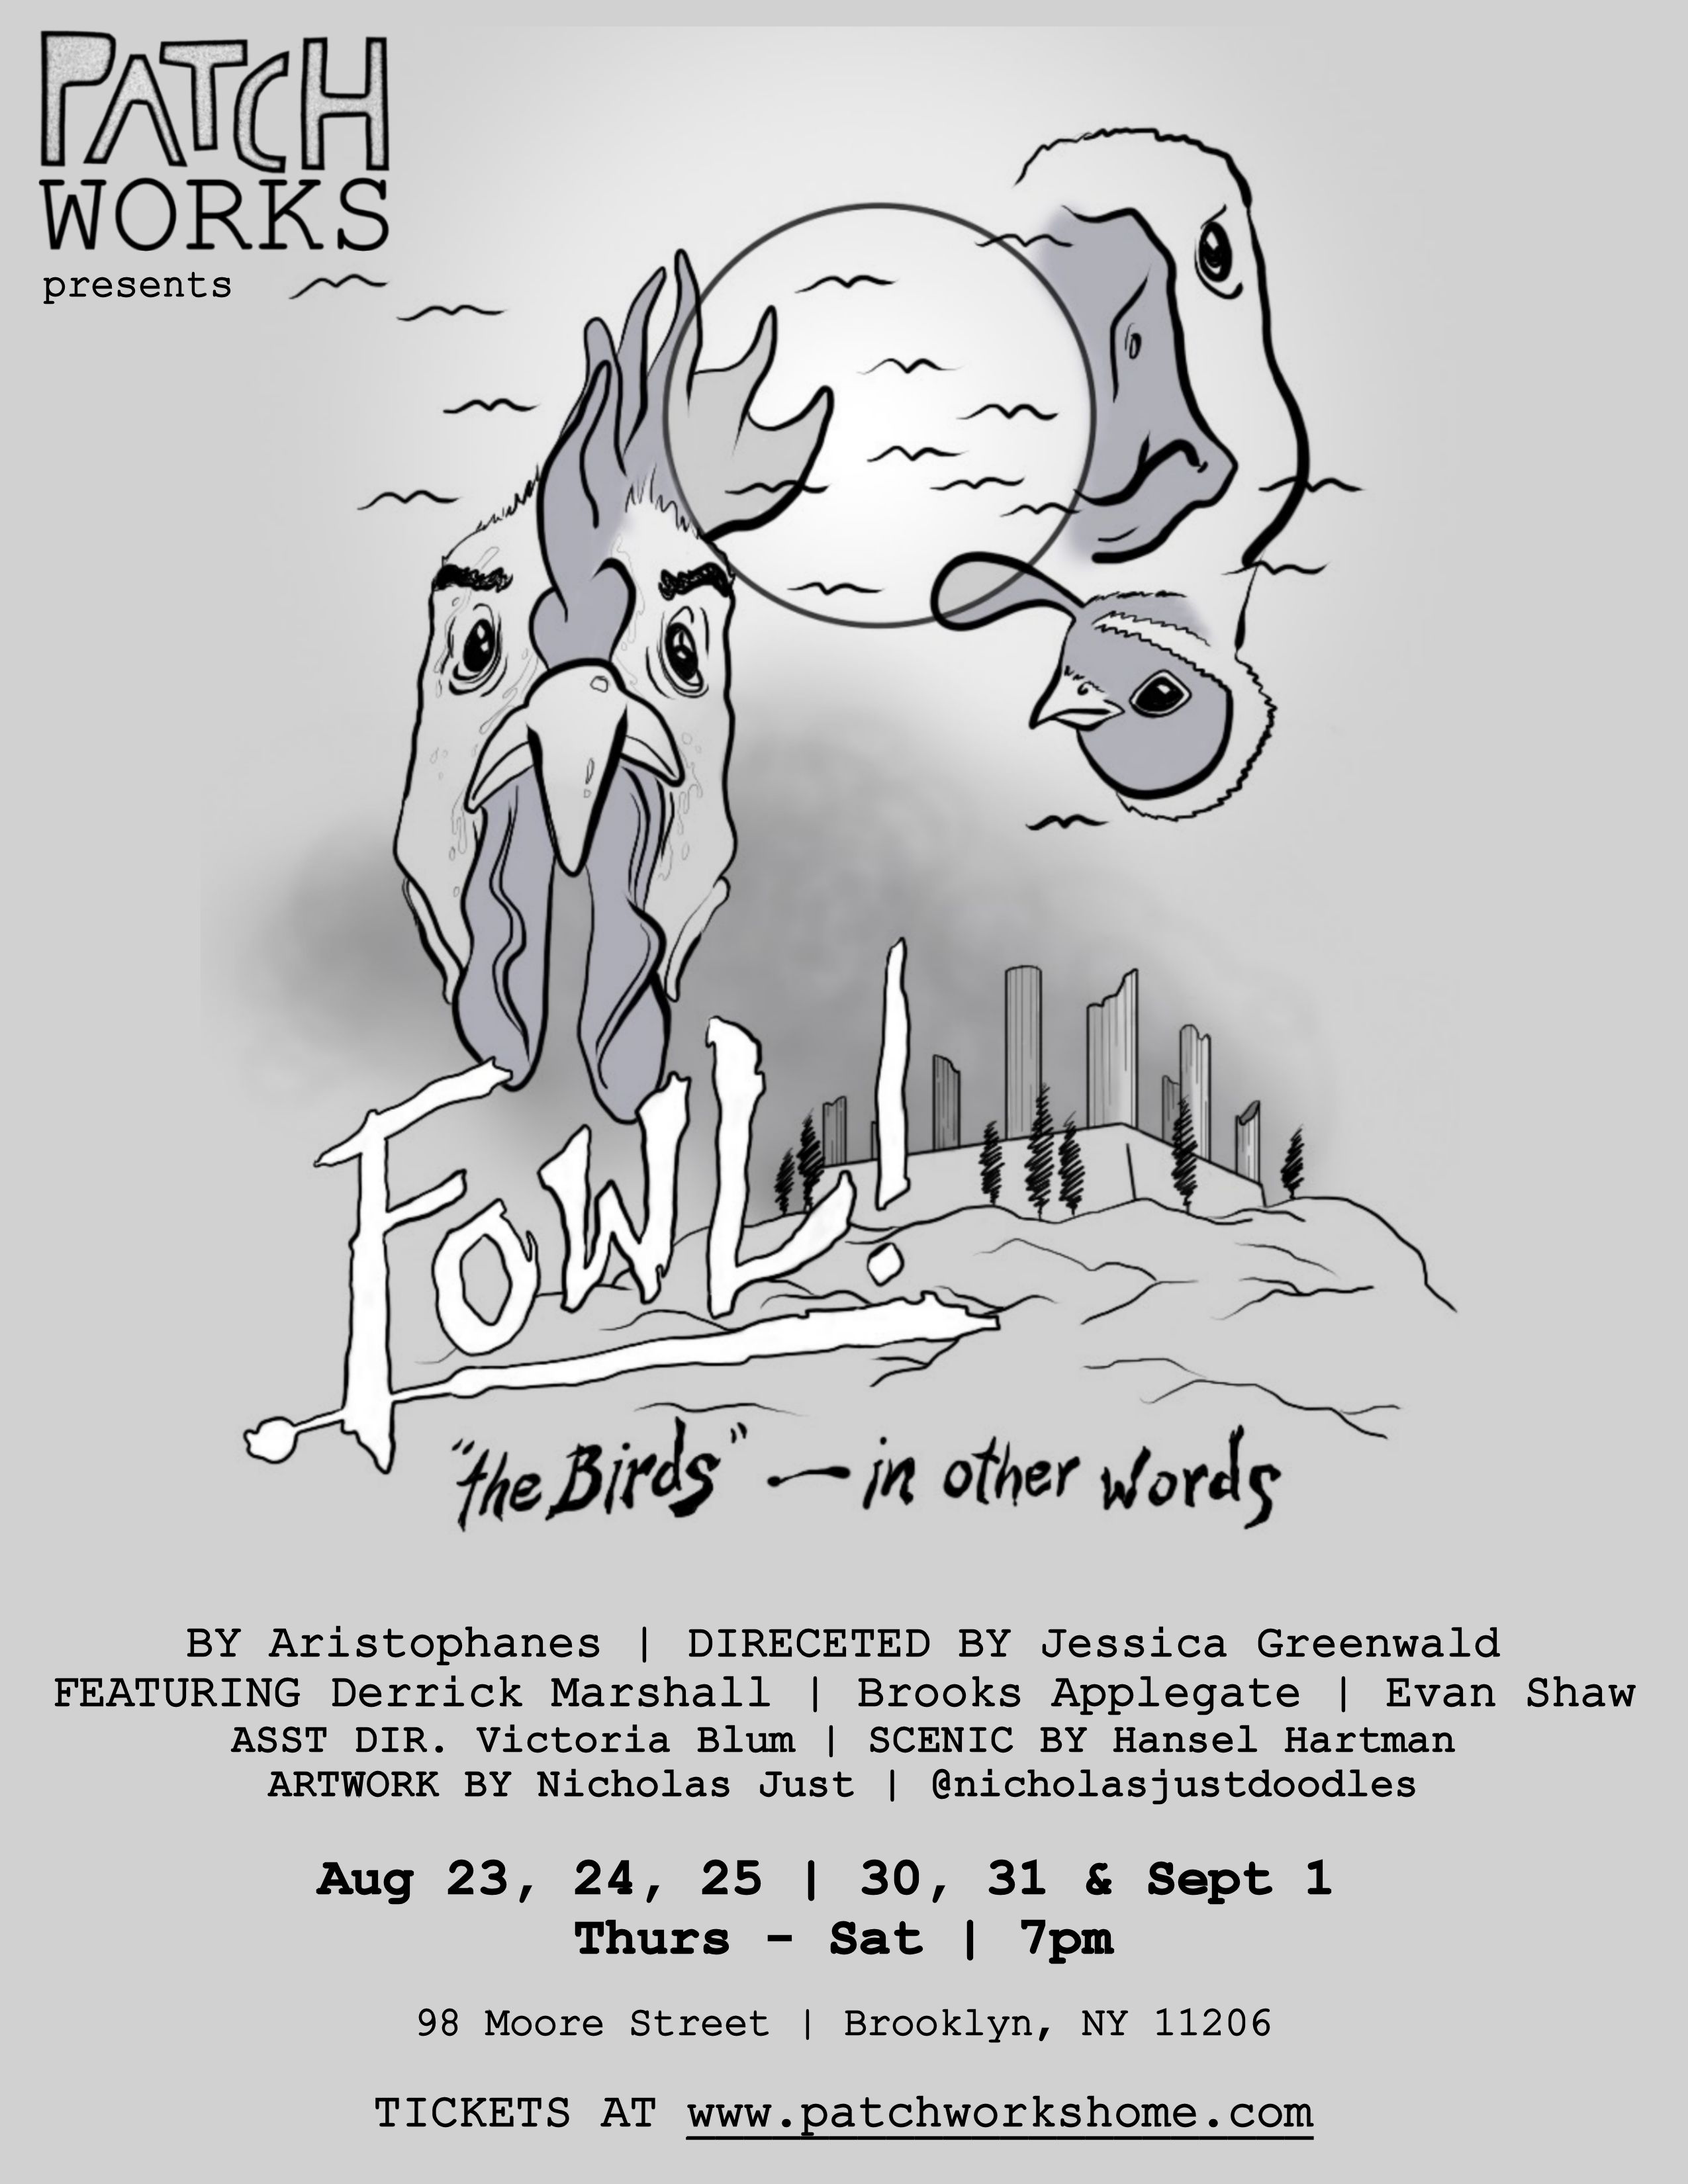 PATCH
WORKS
presents
FOWL!
"the Birds" — in other words
BY Aristophanes | DIRECETED BY Jessica Greenwald
FEATURING Derrick Marshall | Brooks Applegate | Evan Shaw
ASST DIR. Victoria Blum | SCENIC BY Hansel Hartman
ARTWORK BY Nicholas Just | @nicholasjustdoodles
Aug 23, 24, 25 | 30, 31 & Sept 1
Thurs – Sat | 7pm
98 Moore Street | Brooklyn, NY 11206
TICKETS AT www.patchworkshome.com